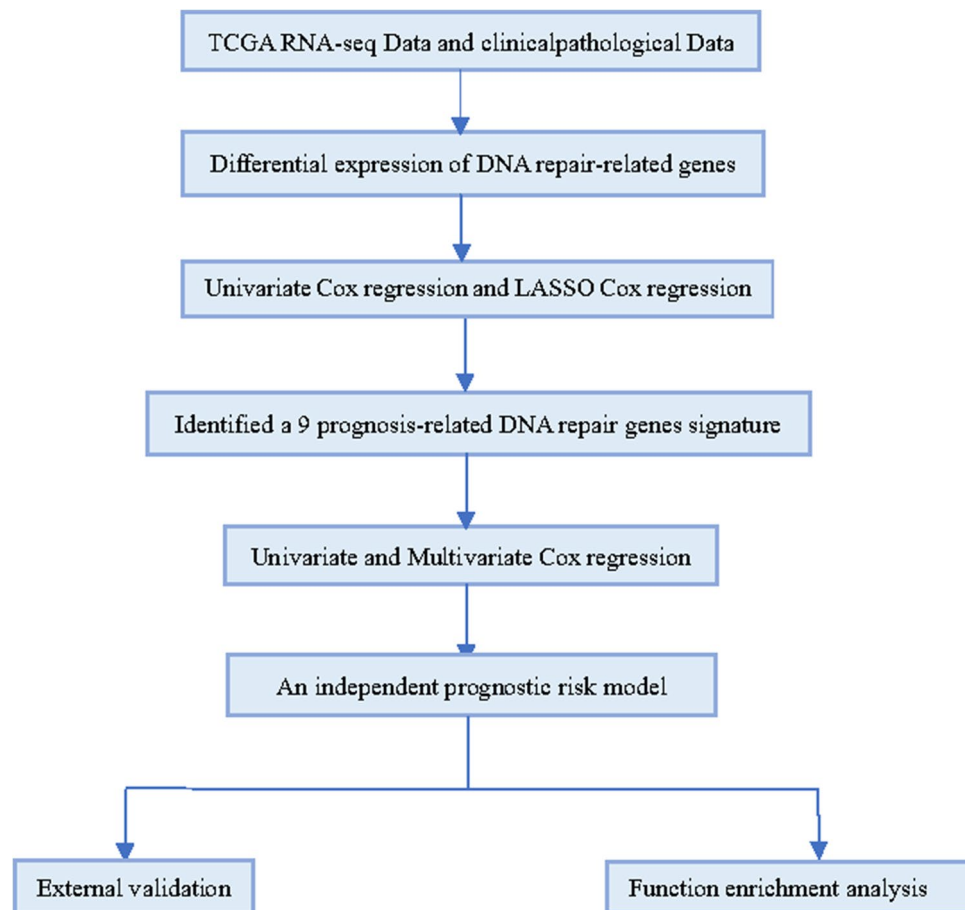 TCGA RNA-seq Data and clinicalpathological Data
Differential expression of DNA repair-related genes
Univariate Cox regression and LASSO Cox regression
Identified a 9 prognosis-related DNA repair genes signature
Univariate and Multivariate Cox regression
An independent prognostic risk model
External validation
Function enrichment analysis